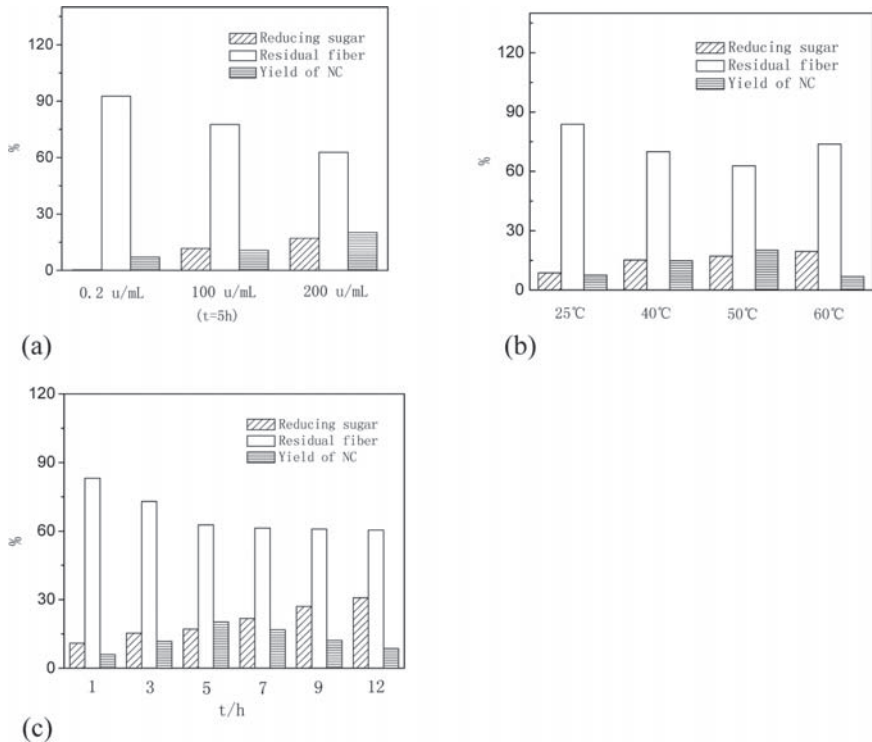 120
90
60
30
0
%
Reducing sugar
Residual fiber
Yield of NC
0.2 u/mL 100 u/mL 200 u/mL
(t=5h)
(a)
120
90
60
30
0
%
Reducing sugar
Residual fiber
Yield of NC
25℃ 40℃ 50℃ 60℃
(b)
120
90
60
30
0
%
Reducing sugar
Residual fiber
Yield of NC
1 3 5 7 9 12
t/h
(c)